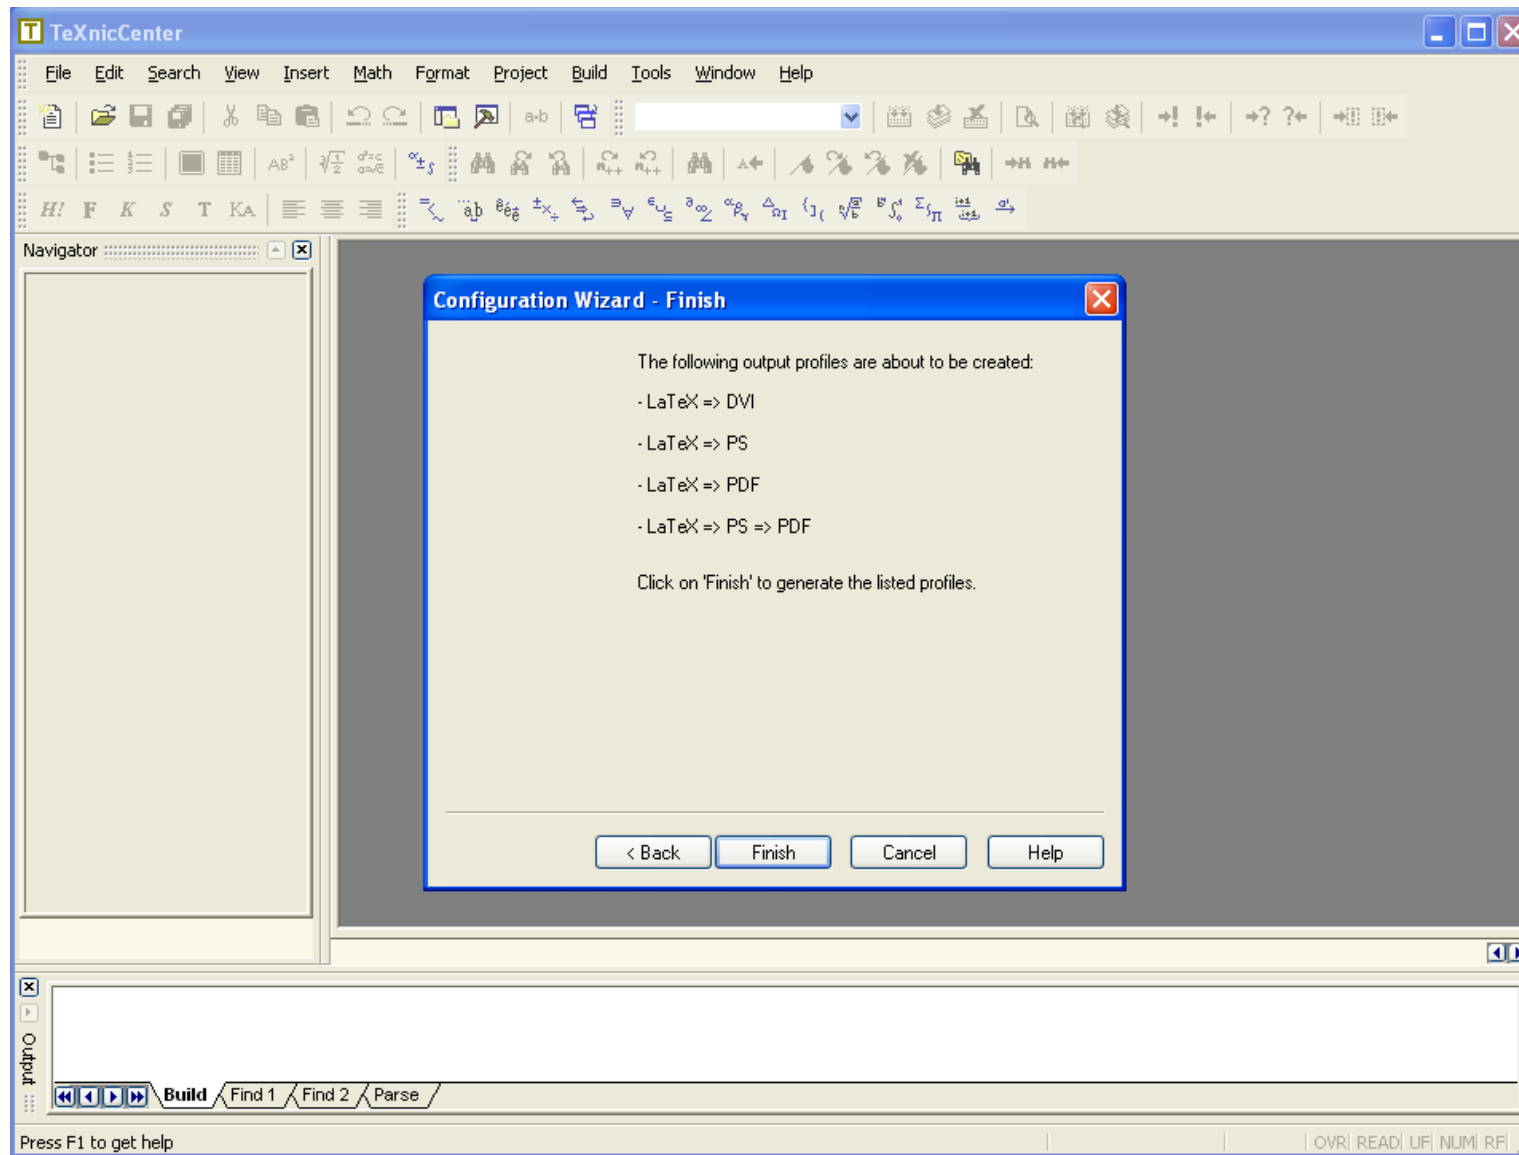 TeXnicCenter
File Edit Search View Insert Math Format Project Build Tools Window Help
Navigator
Configuration Wizard - Finish
The following output profiles are about to be created:
- LaTeX => DVI
- LaTeX => PS
- LaTeX => PDF
- LaTeX => PS => PDF
Click on 'Finish' to generate the listed profiles.
< Back Finish Cancel Help
Output
Build Find 1 Find 2 Parse
Press F1 to get help OVR READ UF NUM RF